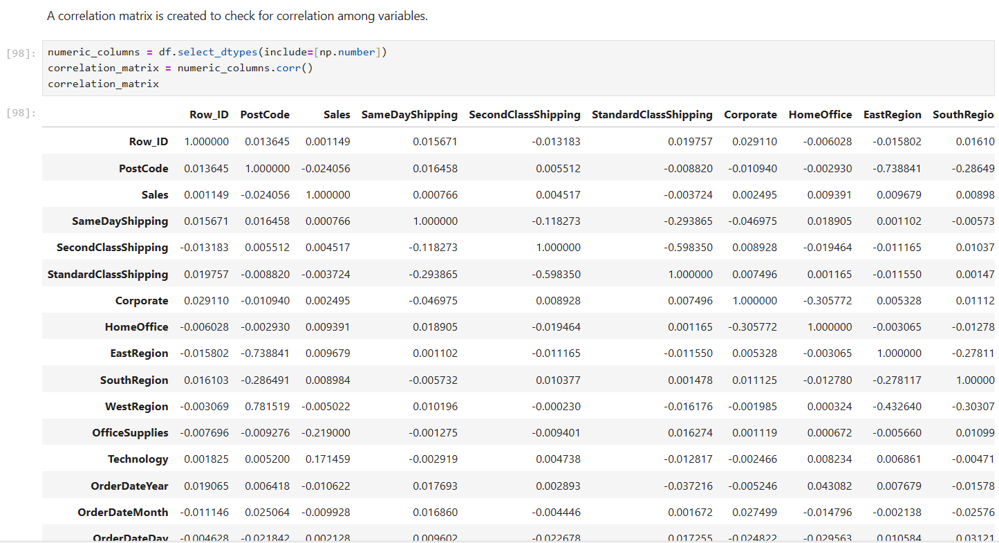 A correlation matrix is created to check for correlation among variables.
[98]: numeric_columns = df.select_dtypes(include=[np.number])
correlation_matrix = numeric_columns.corr()
correlation_matrix
[98]: Row_ID PostCode Sales SameDayShipping SecondClassShipping StandardClassShipping Corporate HomeOffice EastRegion SouthRegio
Row_ID 1.000000 0.013645 0.001149 0.015671 -0.013183 0.019757 0.029110 -0.006028 -0.015802 0.01610
PostCode 0.013645 1.000000 -0.024056 0.016458 0.005512 -0.008820 -0.010940 -0.002930 -0.738841 -0.28649
Sales 0.001149 -0.024056 1.000000 0.000766 0.004517 -0.003724 0.002495 0.009391 0.009679 0.00898
SameDayShipping 0.015671 0.016458 0.000766 1.000000 -0.118273 -0.293865 -0.046975 0.018905 0.001102 -0.00573
SecondClassShipping -0.013183 0.005512 0.004517 -0.118273 1.000000 -0.598350 0.008928 -0.019464 -0.011165 0.01037
StandardClassShipping 0.019757 -0.008820 -0.003724 -0.293865 -0.598350 1.000000 0.007496 0.001165 -0.011550 0.00147
Corporate 0.029110 -0.010940 0.002495 -0.046975 0.008928 0.007496 1.000000 -0.305772 0.005328 0.01112
HomeOffice -0.006028 -0.002930 0.009391 0.018905 -0.019464 0.001165 -0.305772 1.000000 -0.003065 -0.01278
EastRegion -0.015802 -0.738841 0.009679 0.001102 -0.011165 -0.011550 0.005328 -0.003065 1.000000 -0.27811
SouthRegion 0.016103 -0.286491 0.008984 -0.005732 0.010377 0.001478 0.011125 -0.012780 -0.278117 1.00000
WestRegion -0.003069 0.781519 -0.005022 0.010196 -0.000230 -0.016176 -0.001985 0.000324 -0.432640 -0.30307
OfficeSupplies -0.007696 -0.009276 -0.219000 -0.001275 -0.009401 0.016274 0.001119 0.000672 -0.005660 0.01099
Technology 0.001825 0.005200 0.171459 -0.002919 0.004738 -0.012817 -0.002466 0.008234 0.006861 -0.00471
OrderDateYear 0.019065 0.006418 -0.010622 0.017693 0.002893 -0.037216 -0.005246 0.043082 0.007679 -0.01578
OrderDateMonth -0.011146 0.025064 -0.009928 0.016860 -0.004446 0.001672 0.027499 -0.014796 -0.002138 -0.02576
OrderDateDay -0.004628 -0.021842 0.002128 0.009602 -0.022678 0.017255 -0.024822 -0.029563 0.010584 0.03121